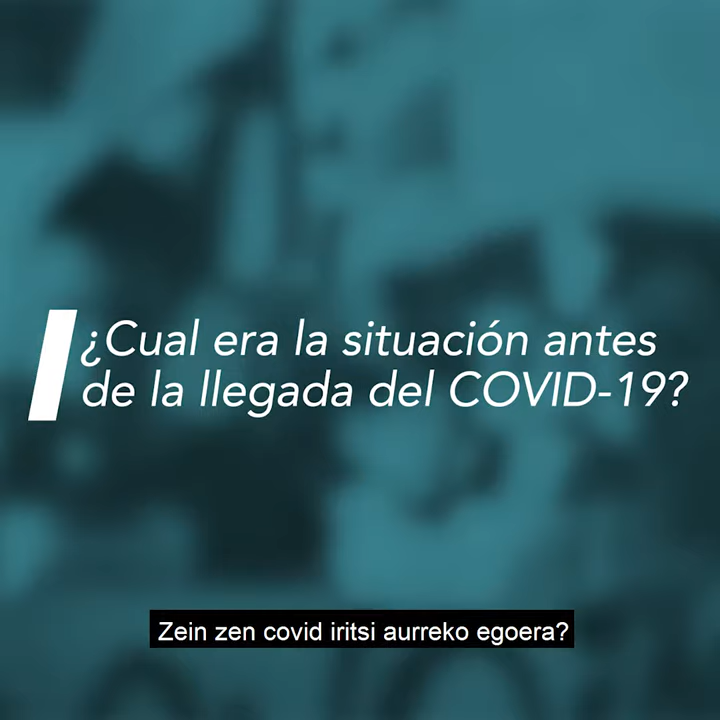 ¿Cual era la situación antes
de la llegada del COVID-19?
Zein zen covid iritsi aurreko egoera?